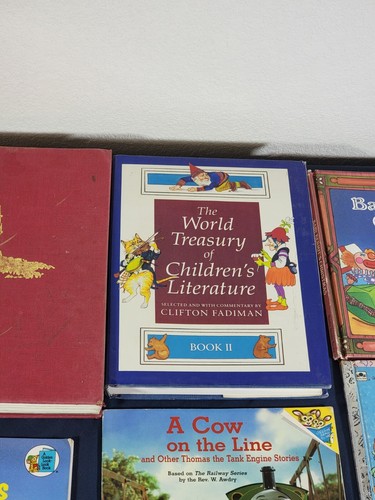 The
World
Treasury
of
Children's
Literature
SELECTED AND WITH COMMENTARY BY
CLIFTON FADIMAN
BOOK II
Ba
A Cow
on the Line
and Other Thomas the Tank Engine Stories
Based on The Railway Series
by the Rev. W. Awdry